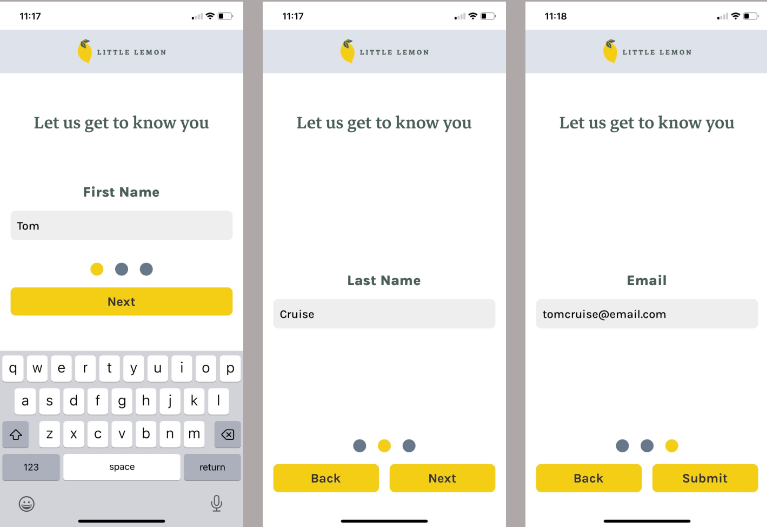 11:17
LITTLE LEMON
Let us get to know you
First Name
Tom
Next
q w e r t y u i o p
a s d f g h j k l
z x c v b n m
123 space return
11:17
LITTLE LEMON
Let us get to know you
Last Name
Cruise
Back Next
11:18
LITTLE LEMON
Let us get to know you
Email
tomcruise@email.com
Back Submit